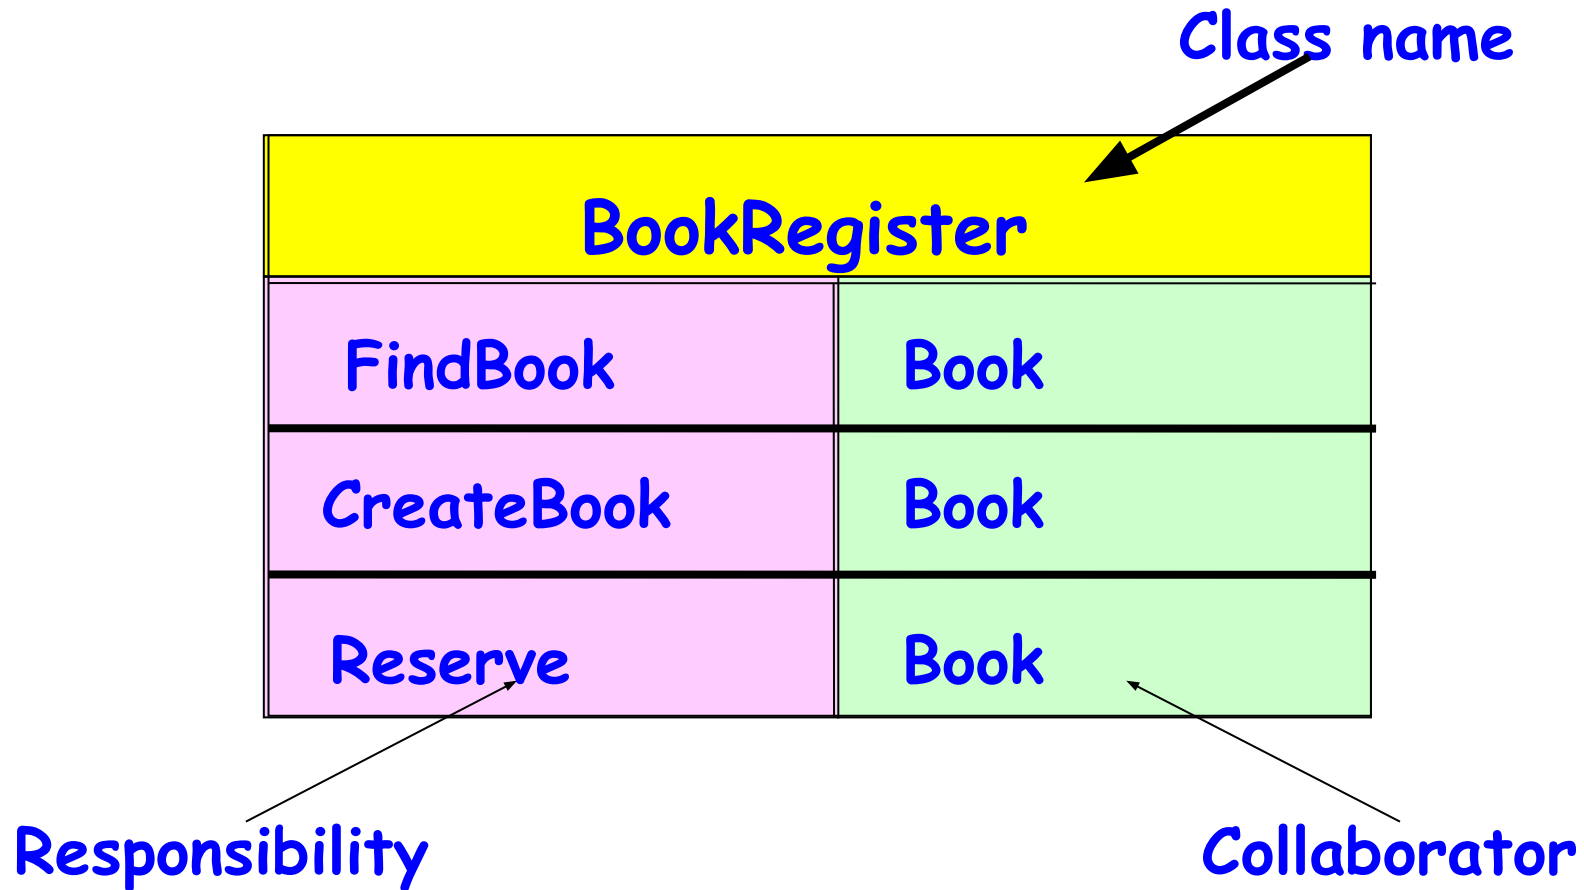 Class name
BookRegister
FindBook Book
CreateBook Book
Reserve Book
Responsibility Collaborator